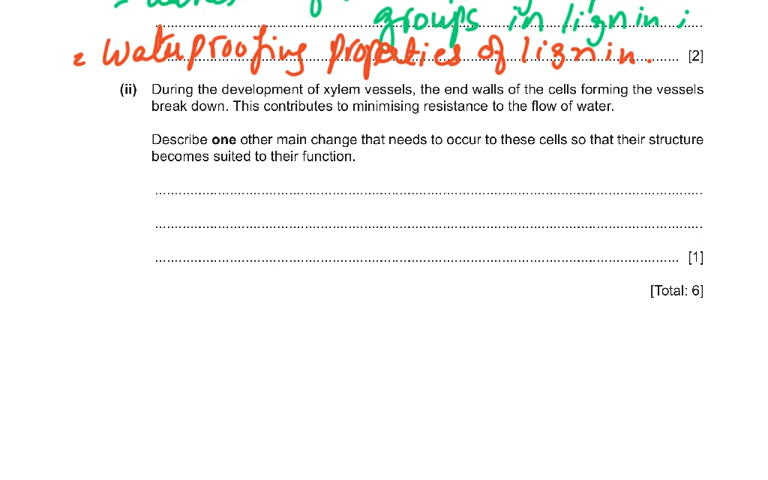 groups in lignin ;
2 Waterproofing properties of lignin. [2]
(ii) During the development of xylem vessels, the end walls of the cells forming the vessels
break down. This contributes to minimising resistance to the flow of water.
Describe one other main change that needs to occur to these cells so that their structure
becomes suited to their function.
[1]
[Total: 6]